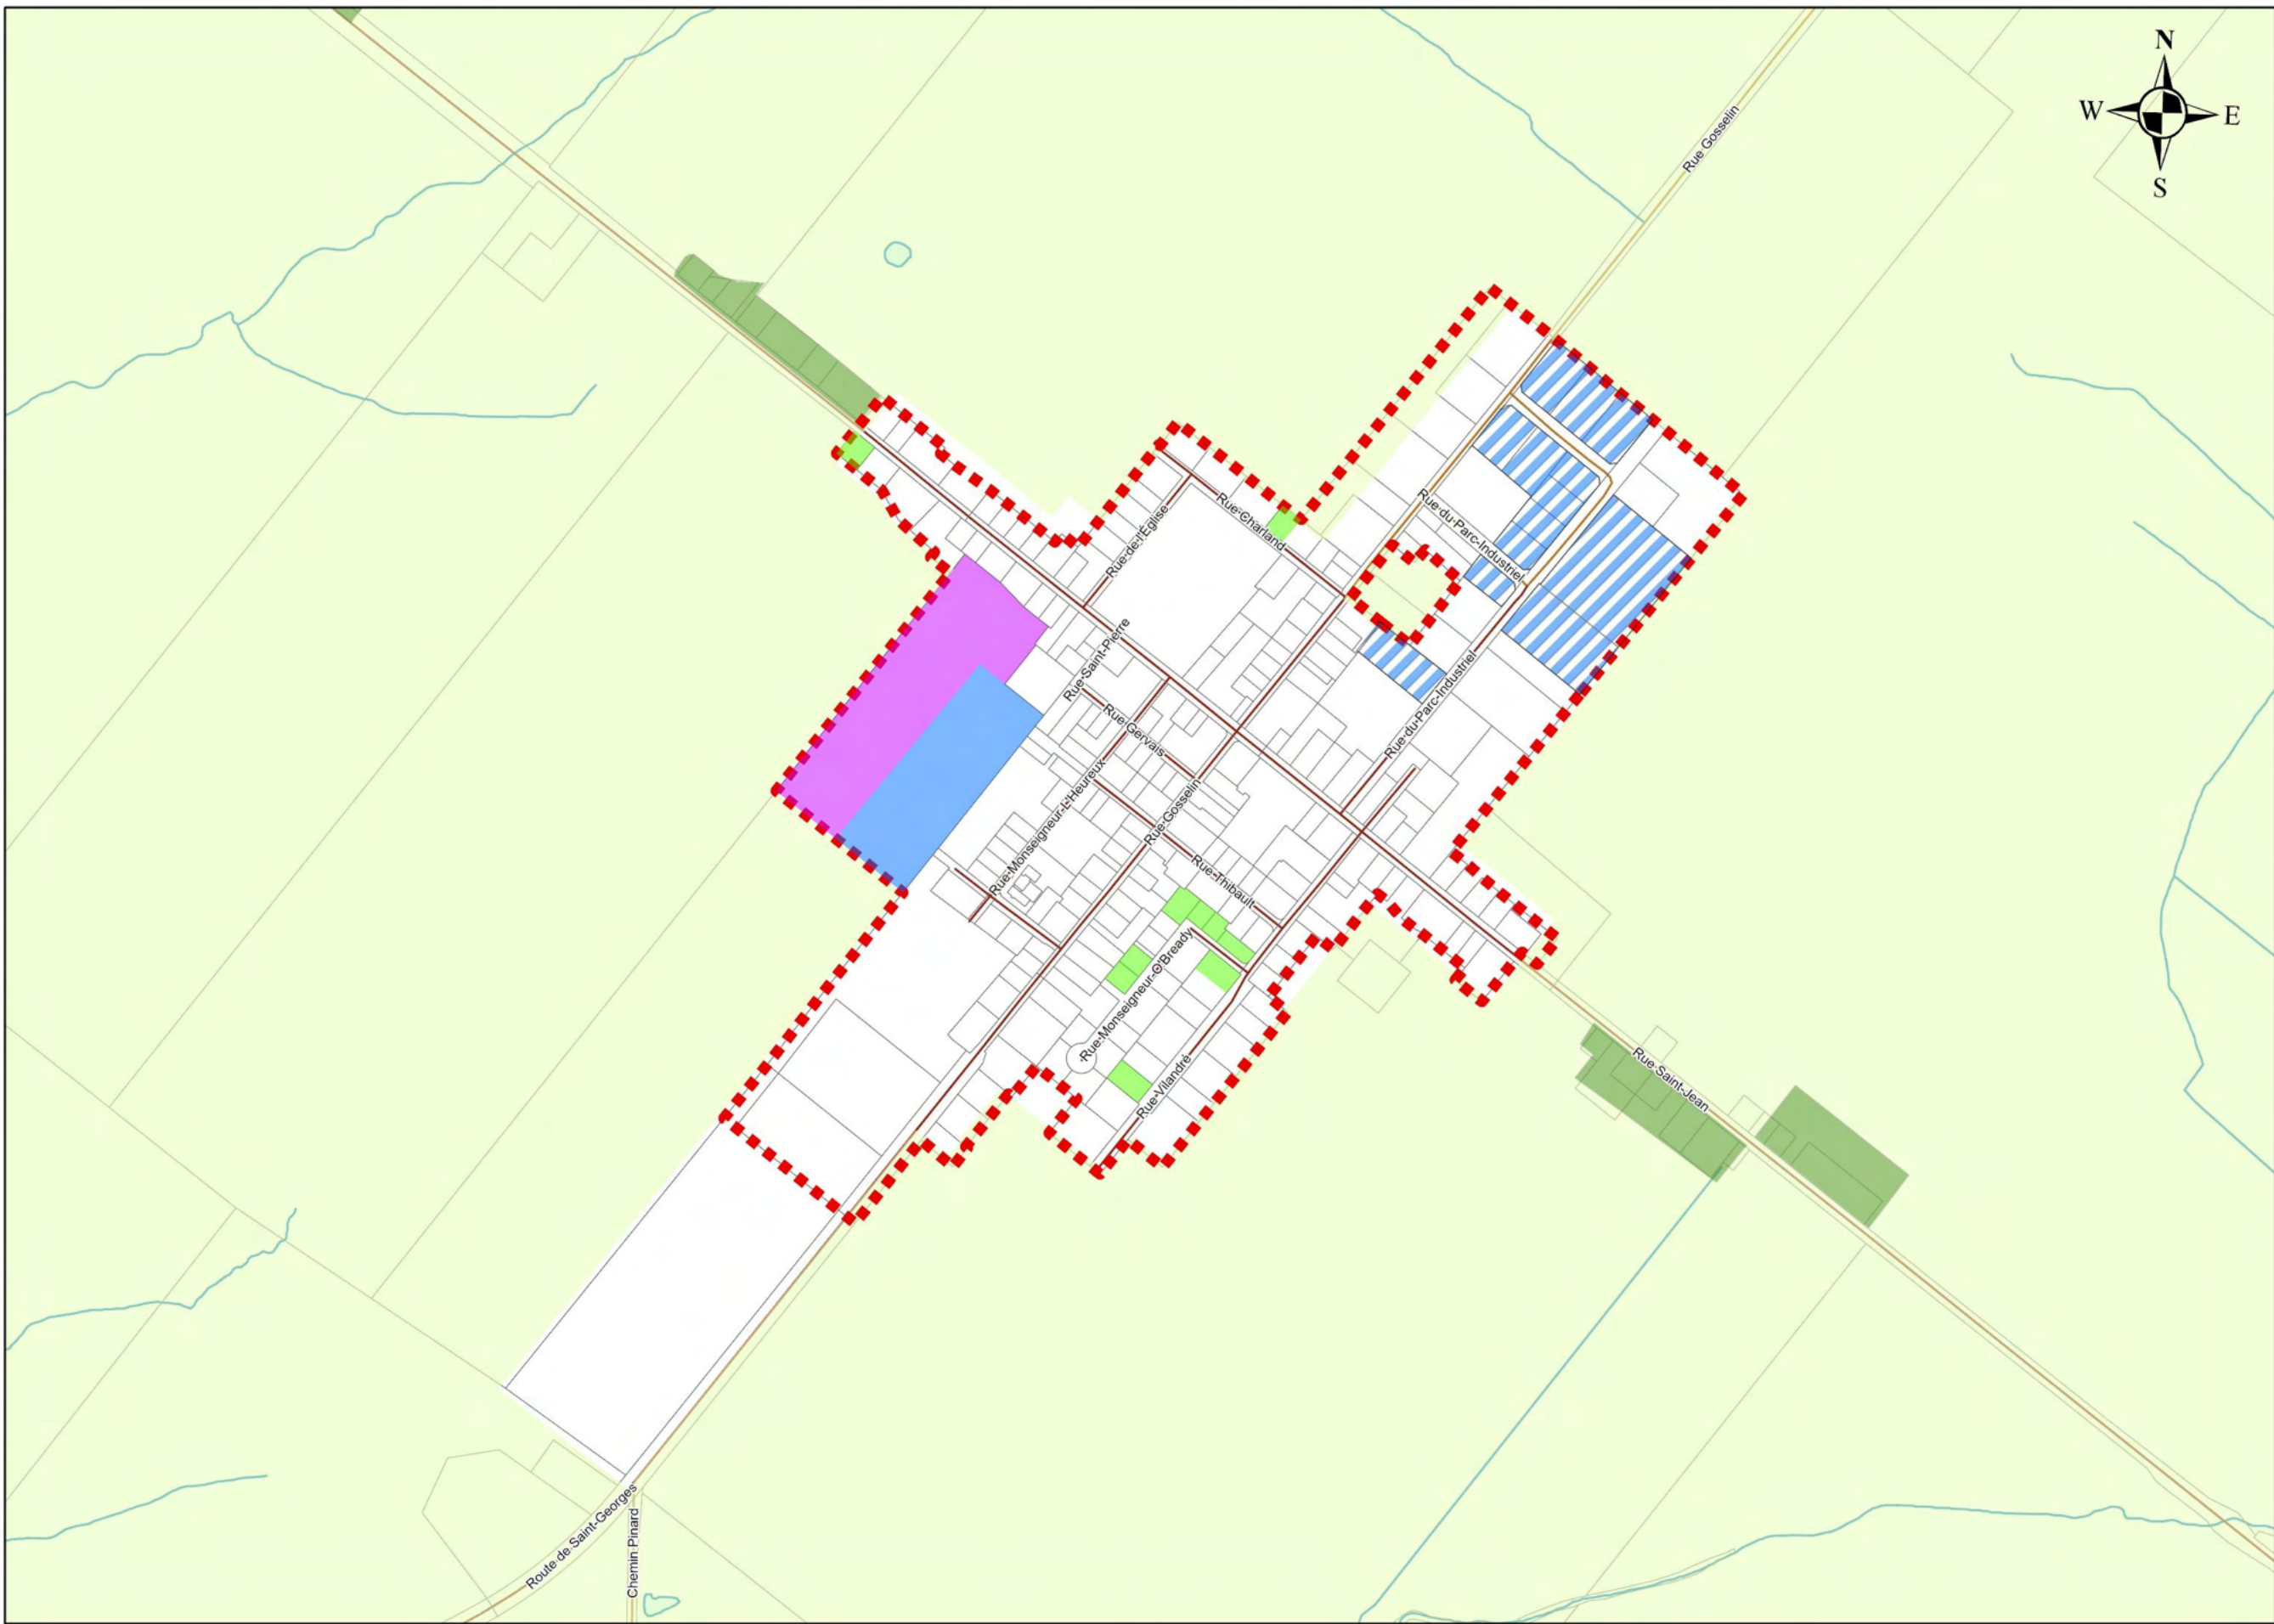 N
W E
S
Rue Gosselin
Rue Charland
Rue de l'Église
Rue du Parc-Industriel
Rue Saint-Pierre
Rue du Parc-Industriel
Rue Gervais
Rue Monseigneur-L'Heureux
Rue Gosselin
Rue Thibault
Rue Monseigneur-O'Bready
Rue Vilandré
Rue Saint-Jean
Route de Saint-Georges
Chemin Pinard